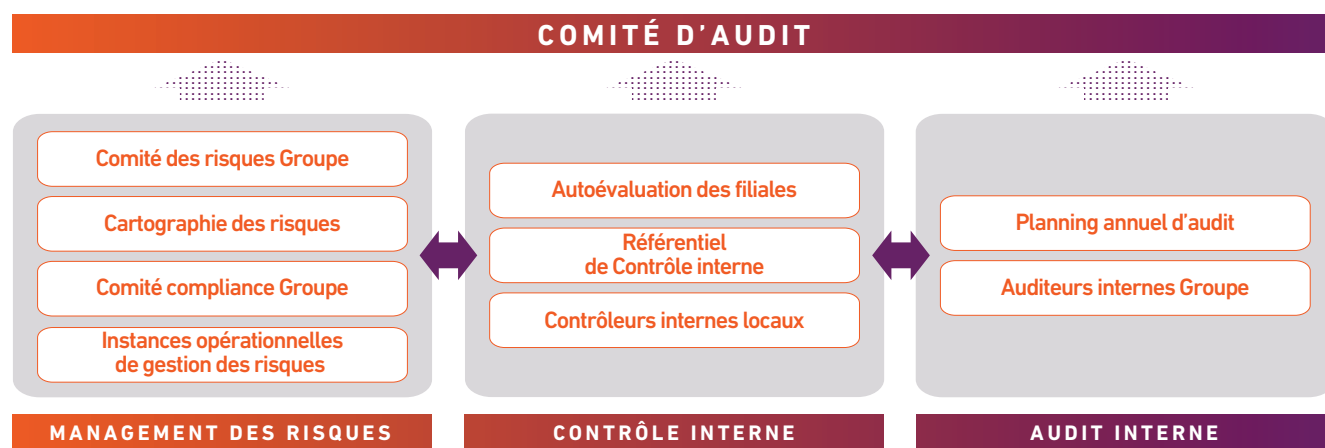 COMITÉ D'AUDIT
Comité des risques Groupe
Cartographie des risques
Comité compliance Groupe
Instances opérationnelles
de gestion des risques
MANAGEMENT DES RISQUES
Autoévaluation des filiales
Référentiel
de Contrôle interne
Contrôleurs internes locaux
CONTRÔLE INTERNE
Planning annuel d'audit
Auditeurs internes Groupe
AUDIT INTERNE